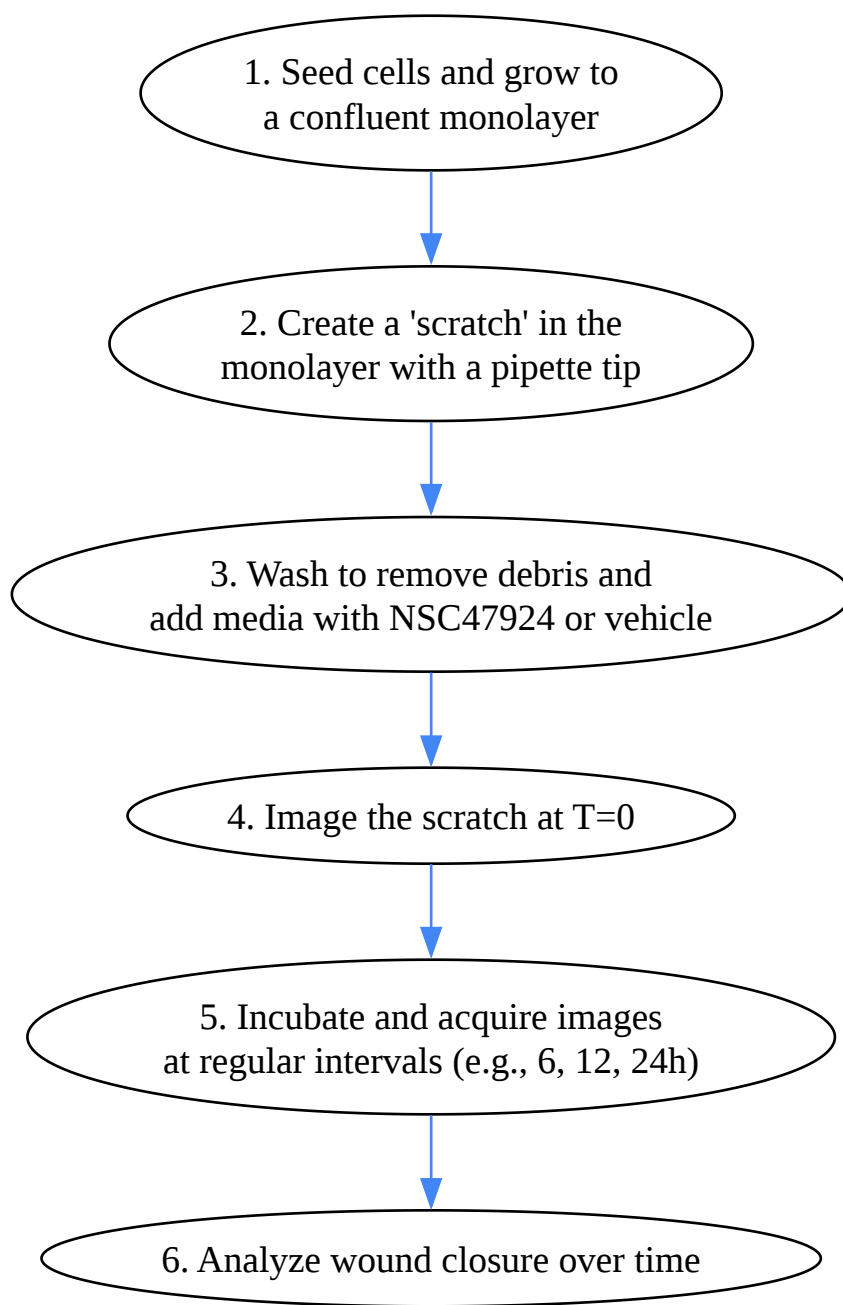 1. Seed cells and grow to
a confluent monolayer
2. Create a 'scratch' in the
monolayer with a pipette tip
3. Wash to remove debris and
add media with NSC47924 or vehicle
4. Image the scratch at T=0
5. Incubate and acquire images
at regular intervals (e.g., 6, 12, 24h)
6. Analyze wound closure over time